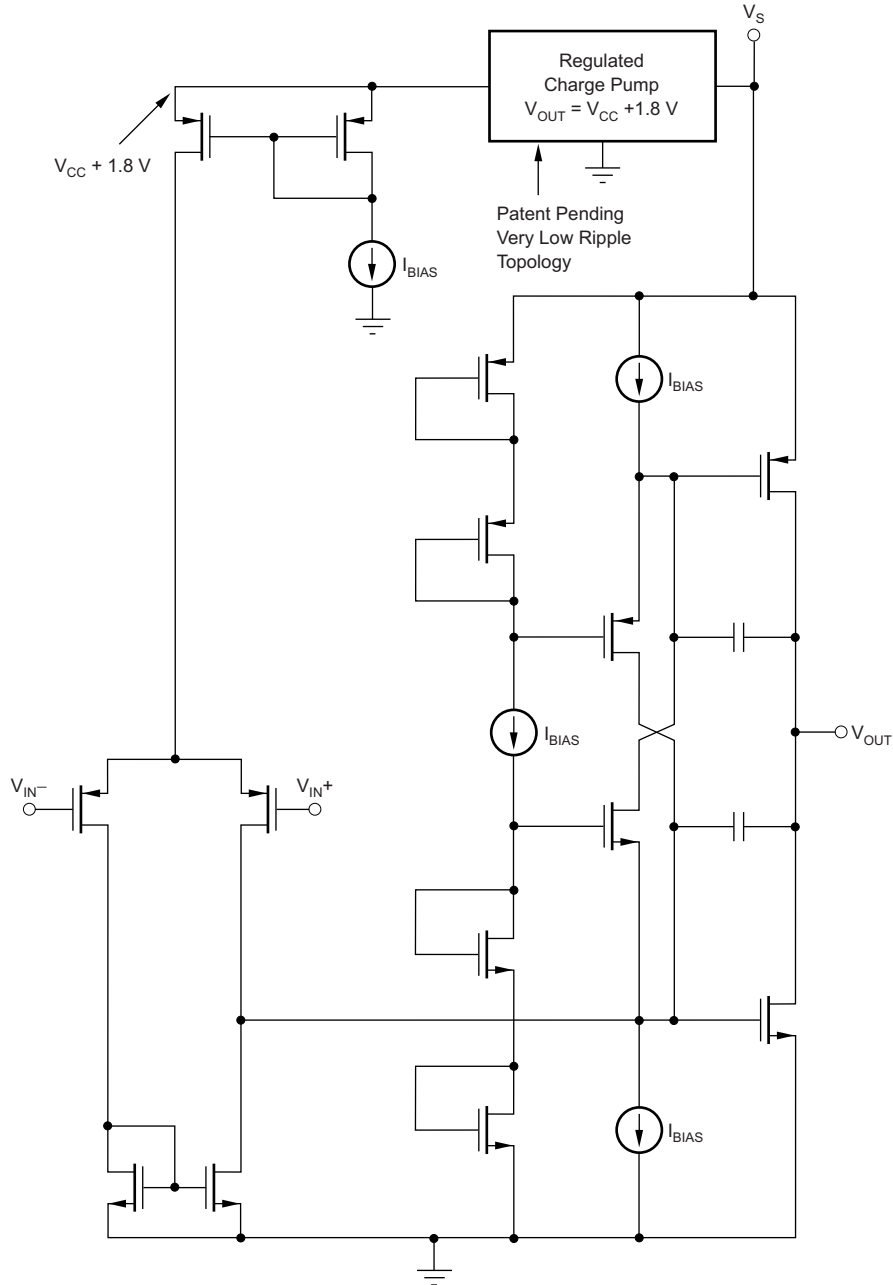 V_S
Regulated
Charge Pump
V_OUT = V_CC +1.8 V
V_CC + 1.8 V
Patent Pending
Very Low Ripple
Topology
I_BIAS
I_BIAS
I_BIAS
V_OUT
V_IN−
V_IN+
I_BIAS